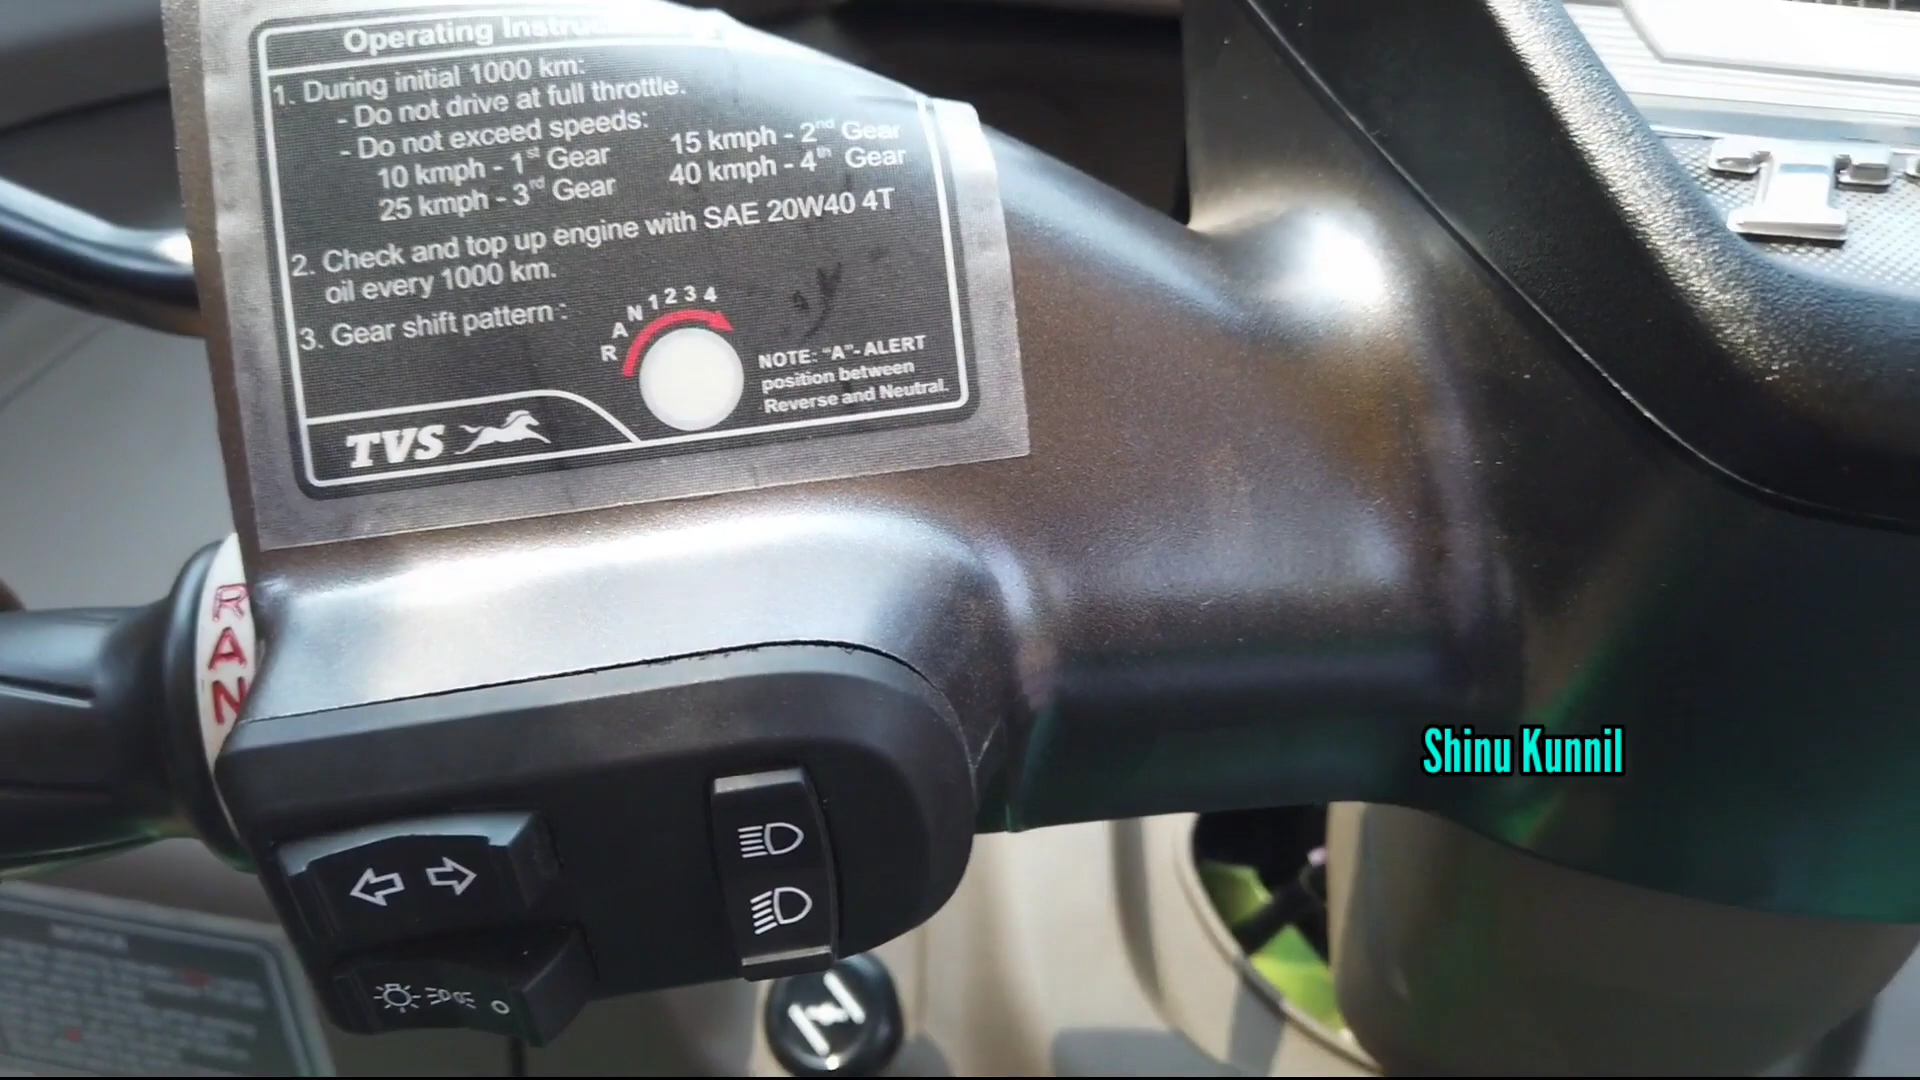 Operating Instruc
1. During initial 1000 km:
- Do not drive at full throttle.
- Do not exceed speeds:
10 kmph - 1st Gear 15 kmph - 2nd Gear
25 kmph - 3rd Gear 40 kmph - 4th Gear
2. Check and top up engine with SAE 20W40 4T
oil every 1000 km.
3. Gear shift pattern :
R A N 1 2 3 4
NOTE: "A"- ALERT
position between
Reverse and Neutral.
TVS
R
A
N
Shinu Kunnil